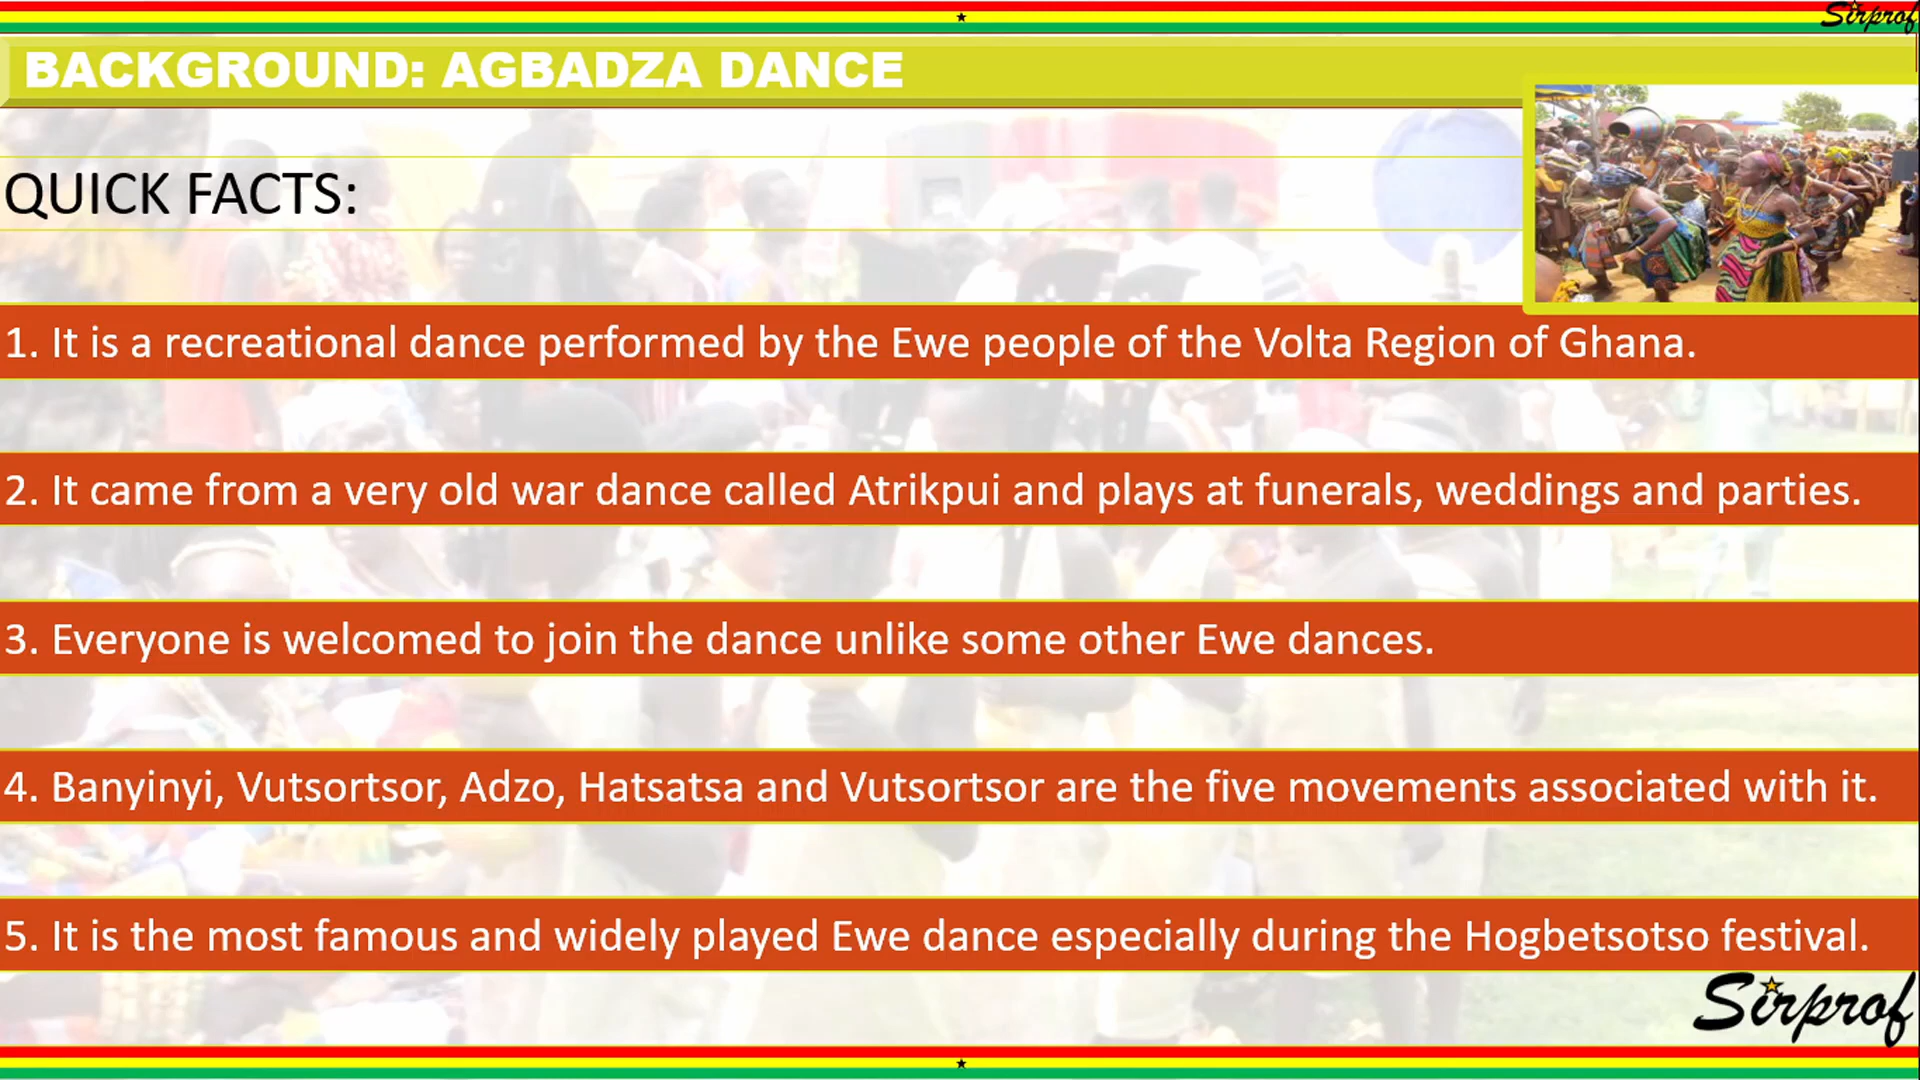 Sirprof
BACKGROUND: AGBADZA DANCE
QUICK FACTS:
1. It is a recreational dance performed by the Ewe people of the Volta Region of Ghana.
2. It came from a very old war dance called Atrikpui and plays at funerals, weddings and parties.
3. Everyone is welcomed to join the dance unlike some other Ewe dances.
4. Banyinyi, Vutsortsor, Adzo, Hatsatsa and Vutsortsor are the five movements associated with it.
5. It is the most famous and widely played Ewe dance especially during the Hogbetsotso festival.
Sirprof